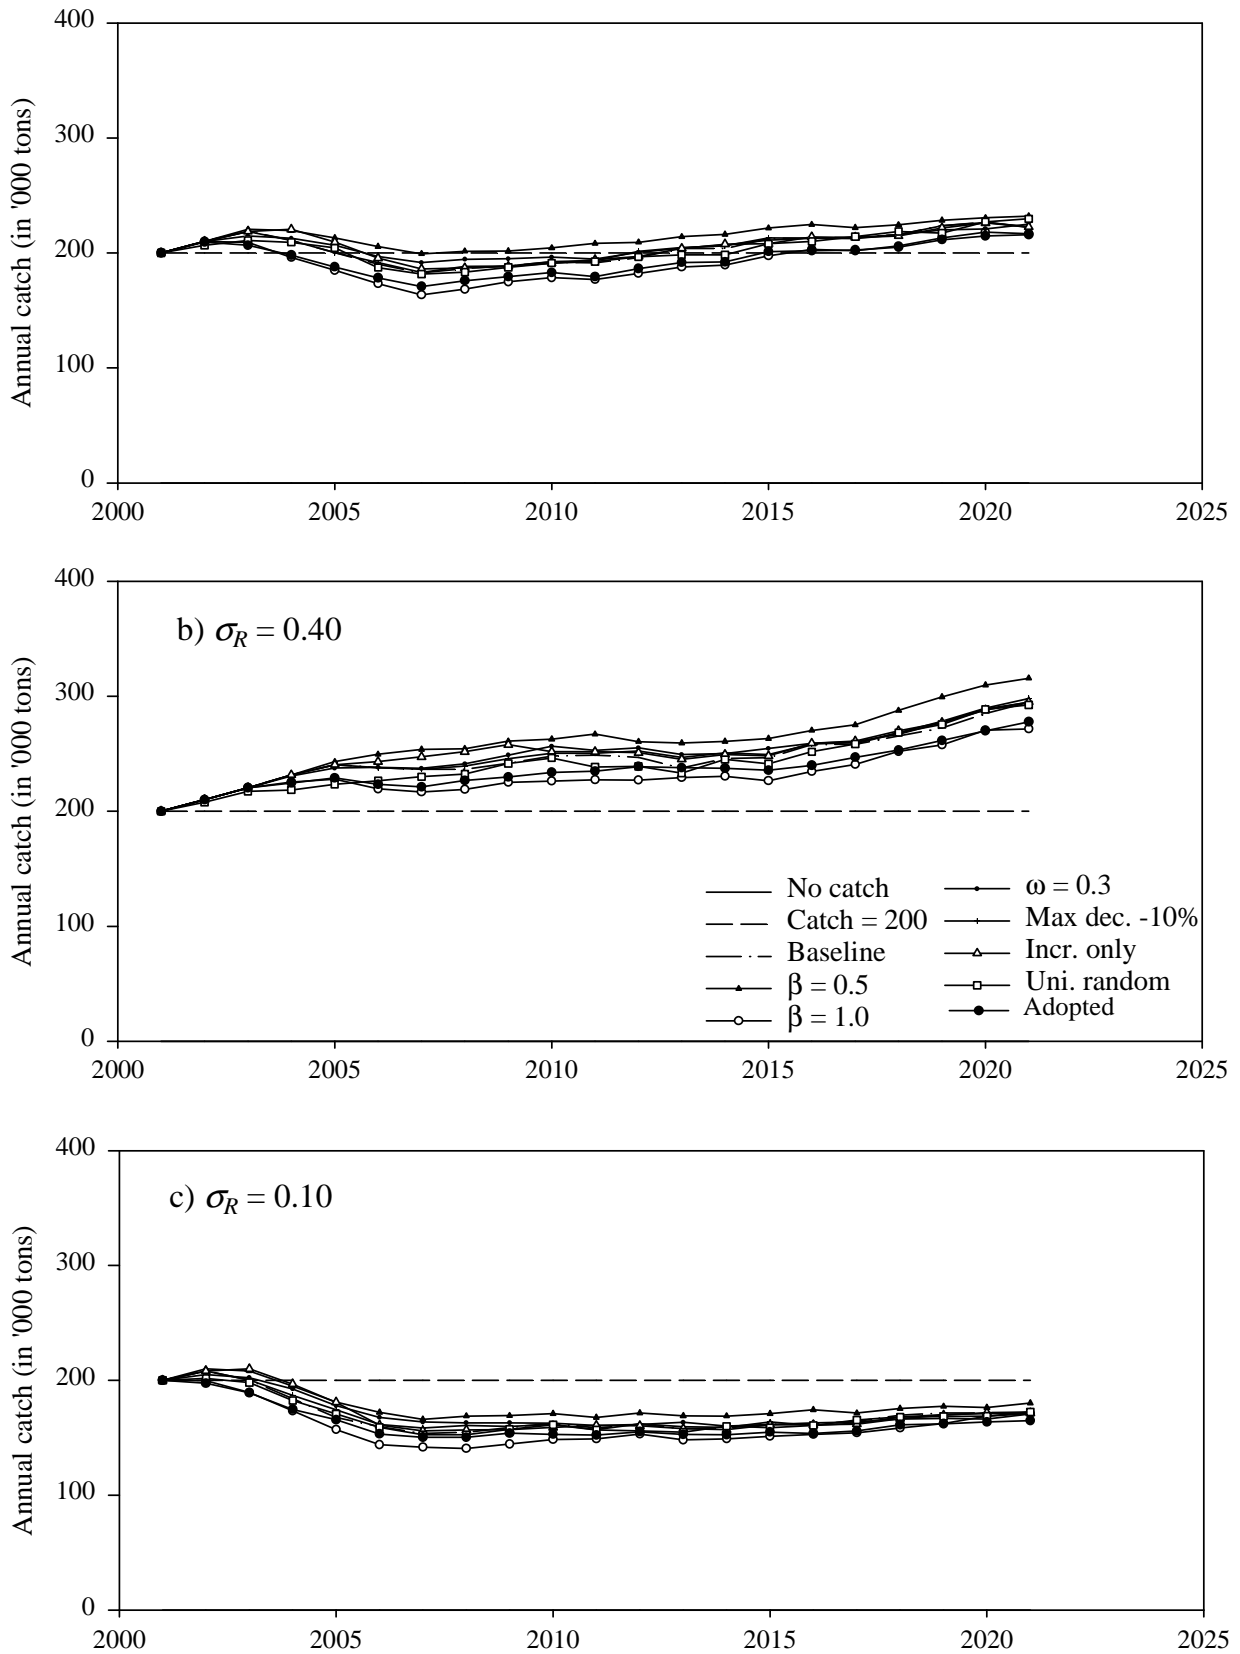 400
300
200
100
0
Annual catch (in '000 tons)
2000 2005 2010 2015 2020 2025
400
300
200
100
0
Annual catch (in '000 tons)
b) σR = 0.40
No catch
Catch = 200
Baseline
β = 0.5
β = 1.0
ω = 0.3
Max dec. -10%
Incr. only
Uni. random
Adopted
2000 2005 2010 2015 2020 2025
400
300
200
100
0
Annual catch (in '000 tons)
c) σR = 0.10
2000 2005 2010 2015 2020 2025